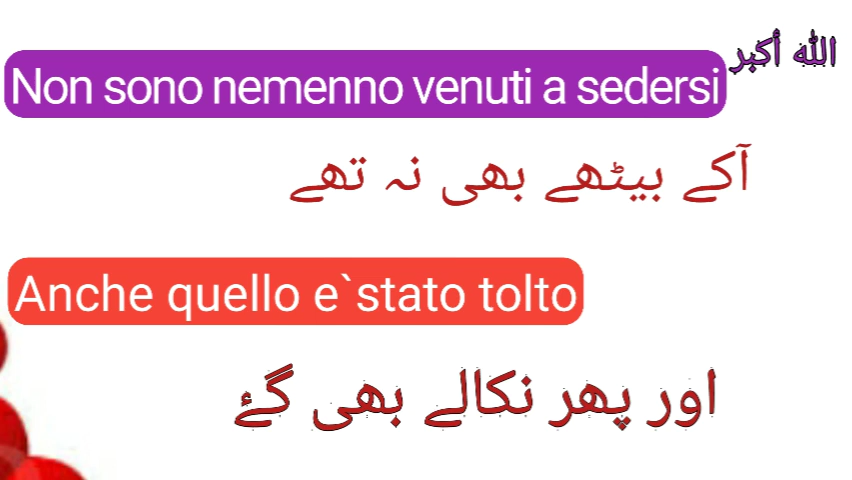 الله أكبر
Non sono nemenno venuti a sedersi
آکے بیٹھے بھی نہ تھے
Anche quello e`stato tolto
اور پھر نکالے بھی گۓ